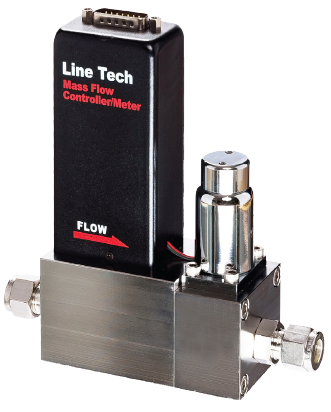 Line Tech
Mass Flow
Controller/Meter
FLOW